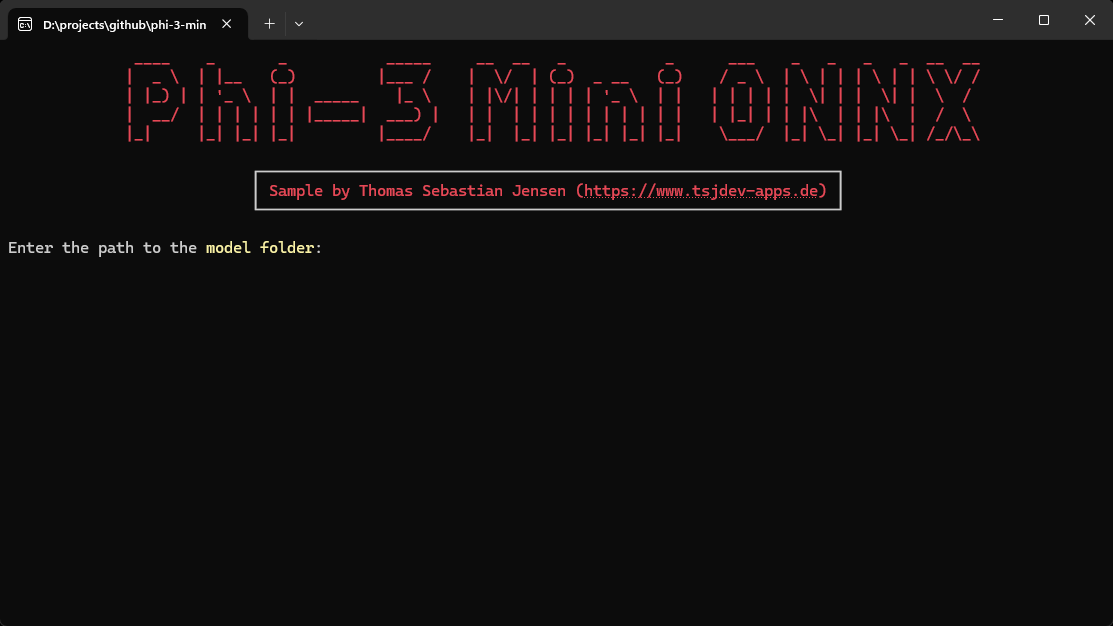 D:\projects\github\phi-3-min
Phi-3 Mini ONNX
Sample by Thomas Sebastian Jensen (https://www.tsjdev-apps.de)
Enter the path to the model folder: